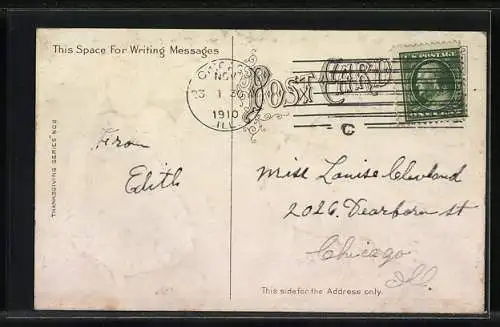 This Space For Writing Messages
NOV
23
1910
ILL.
POST CARD
C
From
Edith
Miss Louise Cleveland
2026. Dearborn st
Chicago
Ill.
THANKSGIVING SERIES NO 8
This side for the Address only.